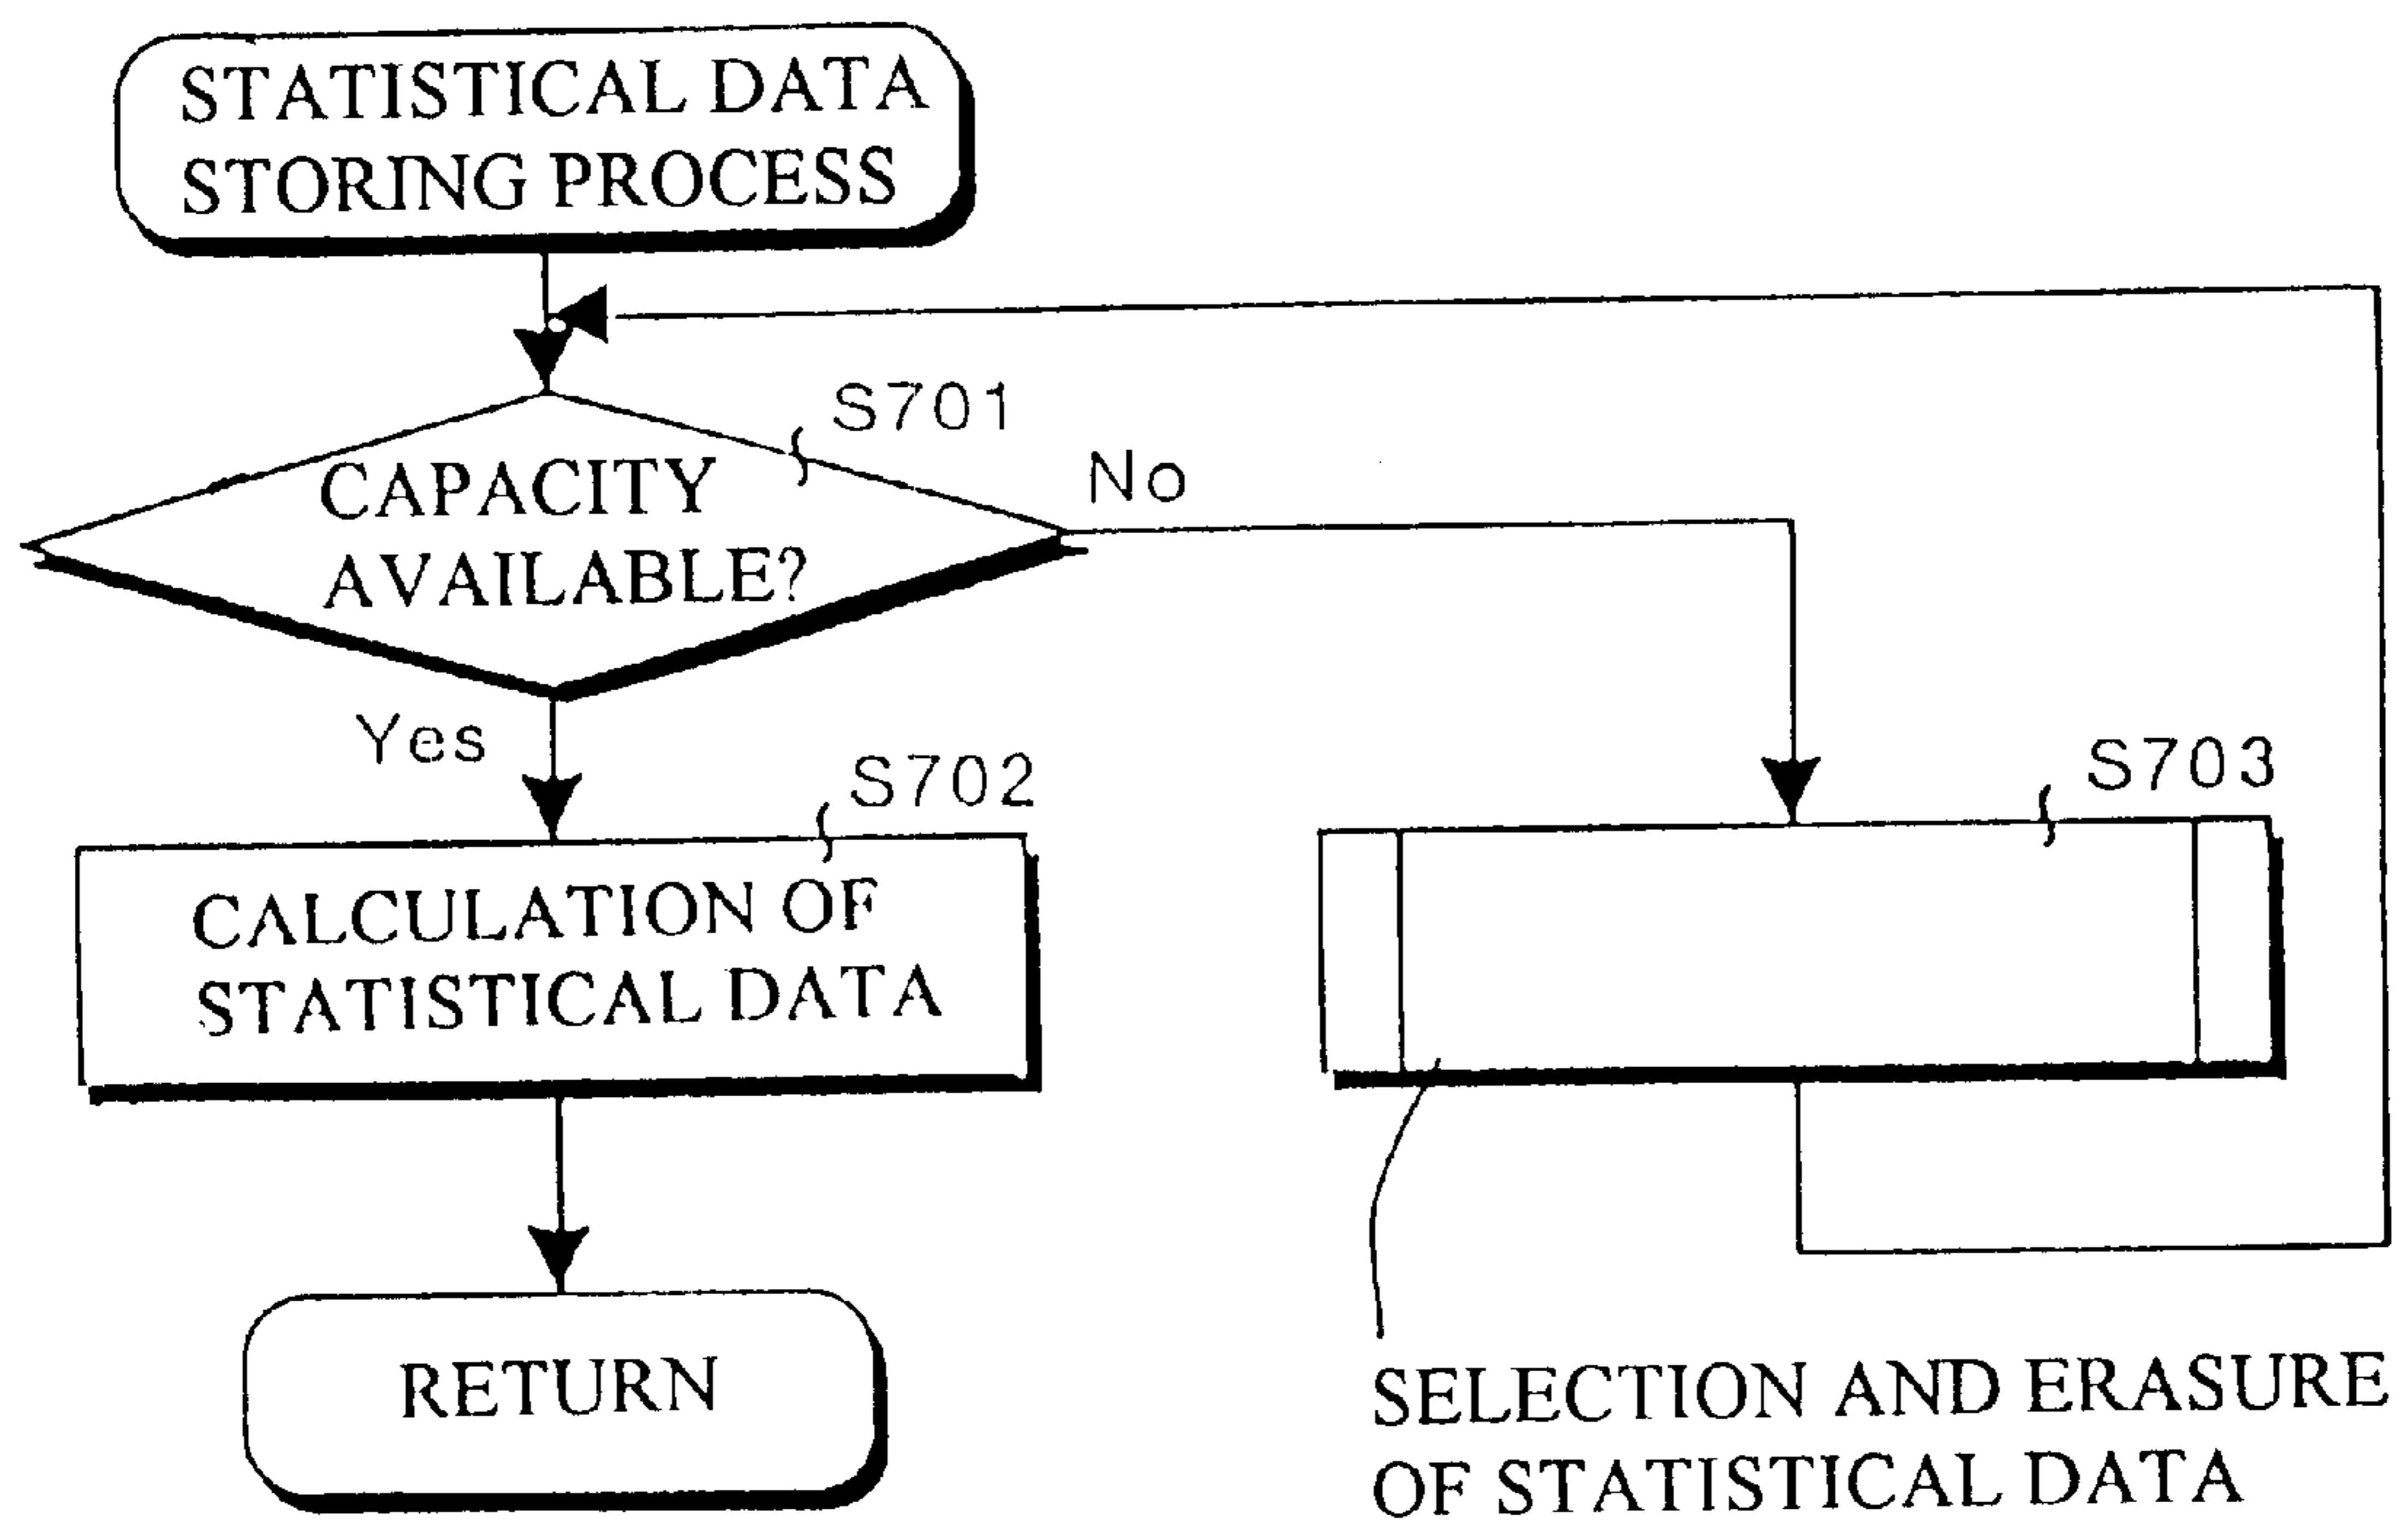 STATISTICAL DATA
STORING PROCESS
S701
CAPACITY
AVAILABLE?
No
Yes
S702
CALCULATION OF
STATISTICAL DATA
S703
RETURN
SELECTION AND ERASURE
OF STATISTICAL DATA